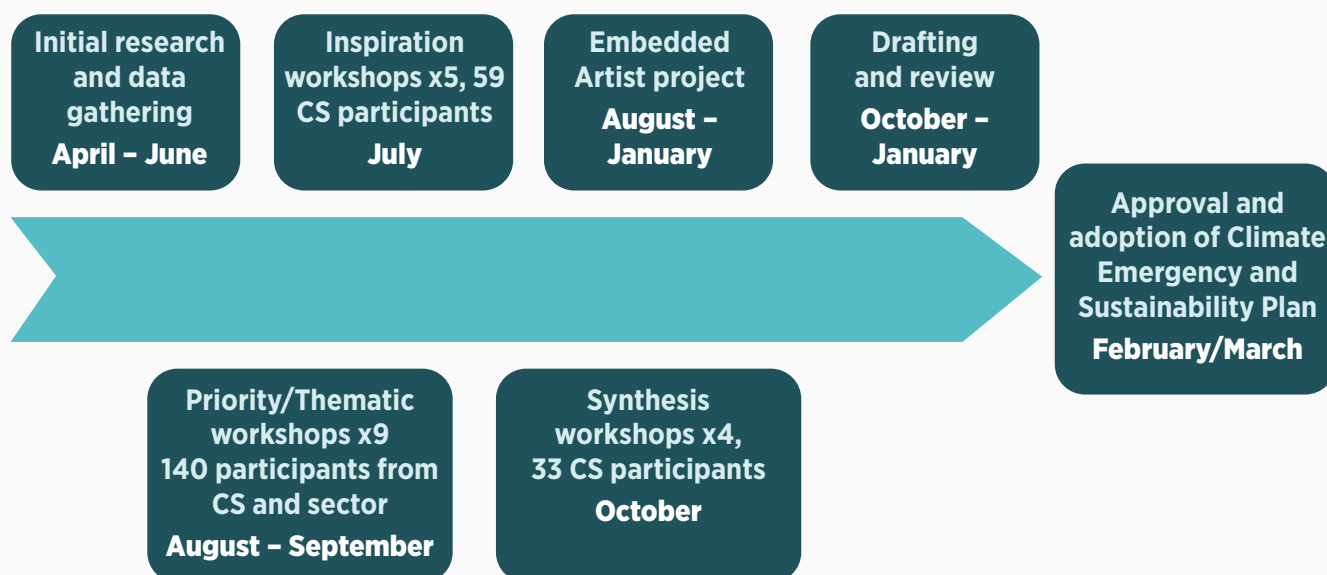 Initial research
and data
gathering
April – June
Inspiration
workshops x5, 59
CS participants
July
Embedded
Artist project
August –
January
Drafting
and review
October –
January
Approval and
adoption of Climate
Emergency and
Sustainability Plan
February/March
Priority/Thematic
workshops x9
140 participants from
CS and sector
August – September
Synthesis
workshops x4,
33 CS participants
October